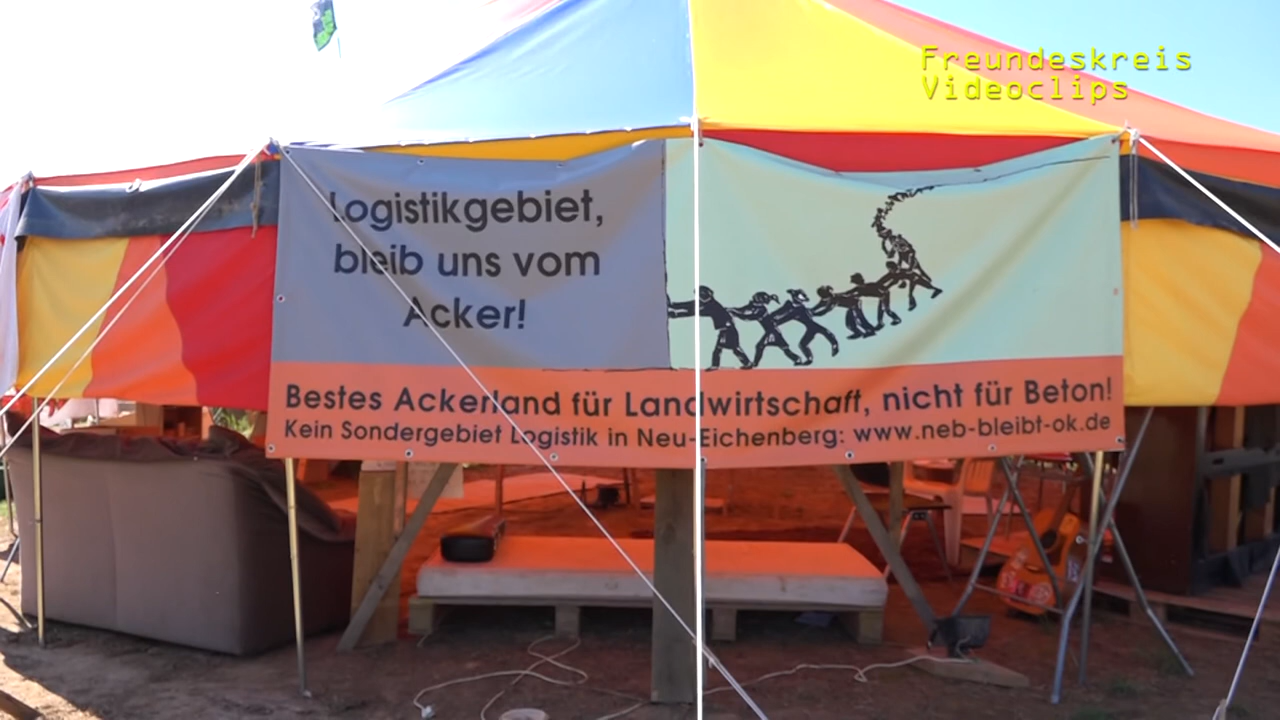 Freundeskreis
Videoclips
Logistikgebiet,
bleib uns vom
Acker!
Bestes Ackerland für Landwirtschaft, nicht für Beton!
Kein Sondergebiet Logistik in Neu-Eichenberg: www.neb-bleibt-ok.de